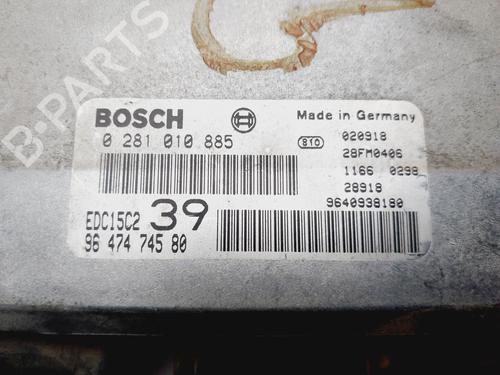 B-PARTS
BOSCH
Made in Germany
0 281 010 885
810
020918
28FM0406
1166 0298
28918
9640938180
EDC15C2 39
96 474 745 80